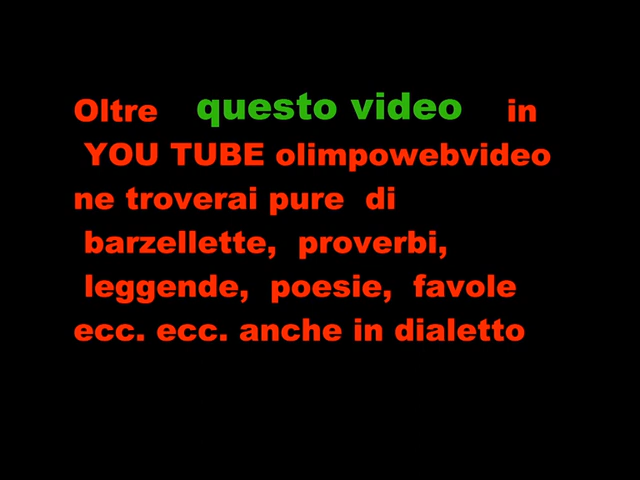 Oltre questo video in
YOU TUBE olimpowebvideo
ne troverai pure di
barzellette, proverbi,
leggende, poesie, favole
ecc. ecc. anche in dialetto